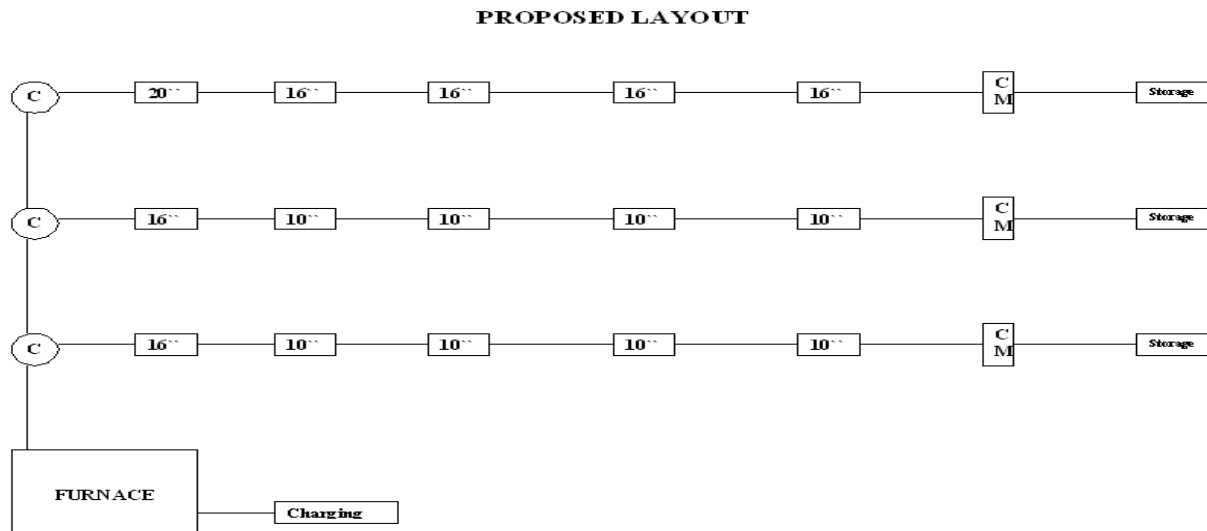 PROPOSED LAYOUT
C 20`` 16`` 16`` 16`` 16`` C M Storage
C 16`` 10`` 10`` 10`` 10`` C M Storage
C 16`` 10`` 10`` 10`` 10`` C M Storage
FURNACE
Charging